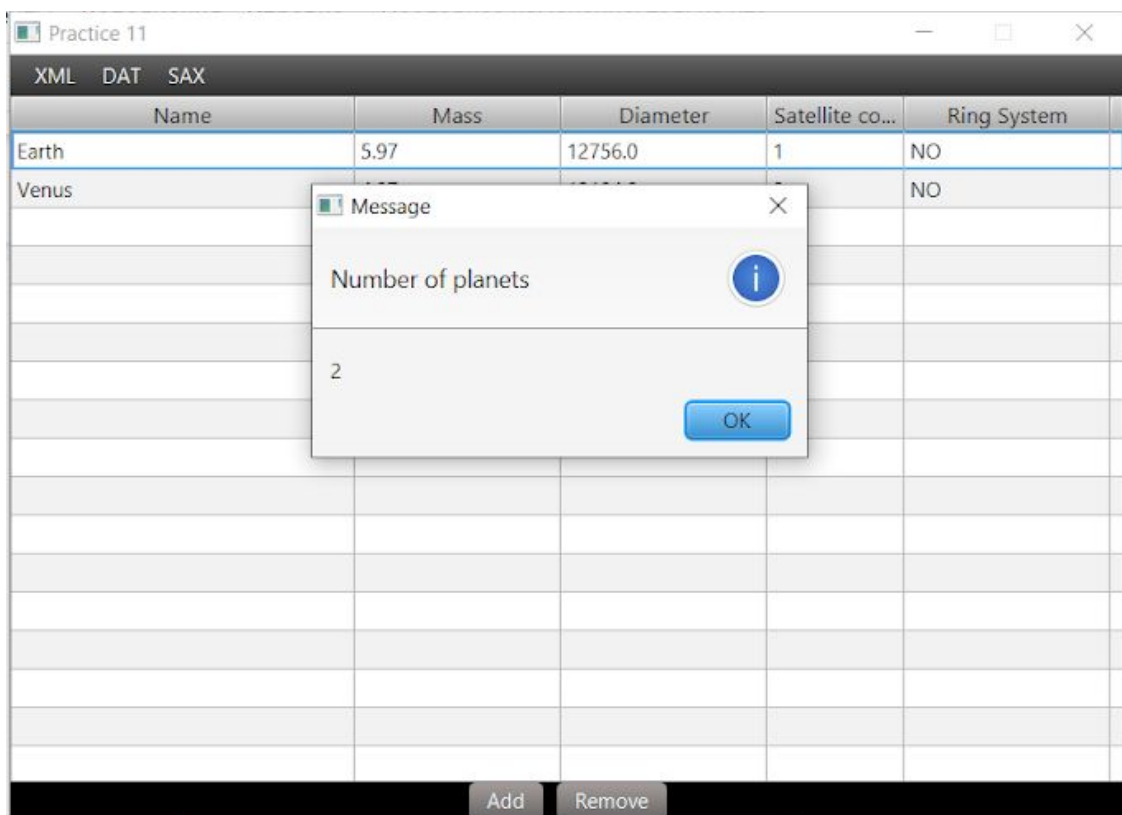 Practice 11
XML DAT SAX
Name Mass Diameter Satellite co... Ring System
Earth 5.97 12756.0 1 NO
Venus NO
Message
Number of planets
i
2
OK
Add Remove